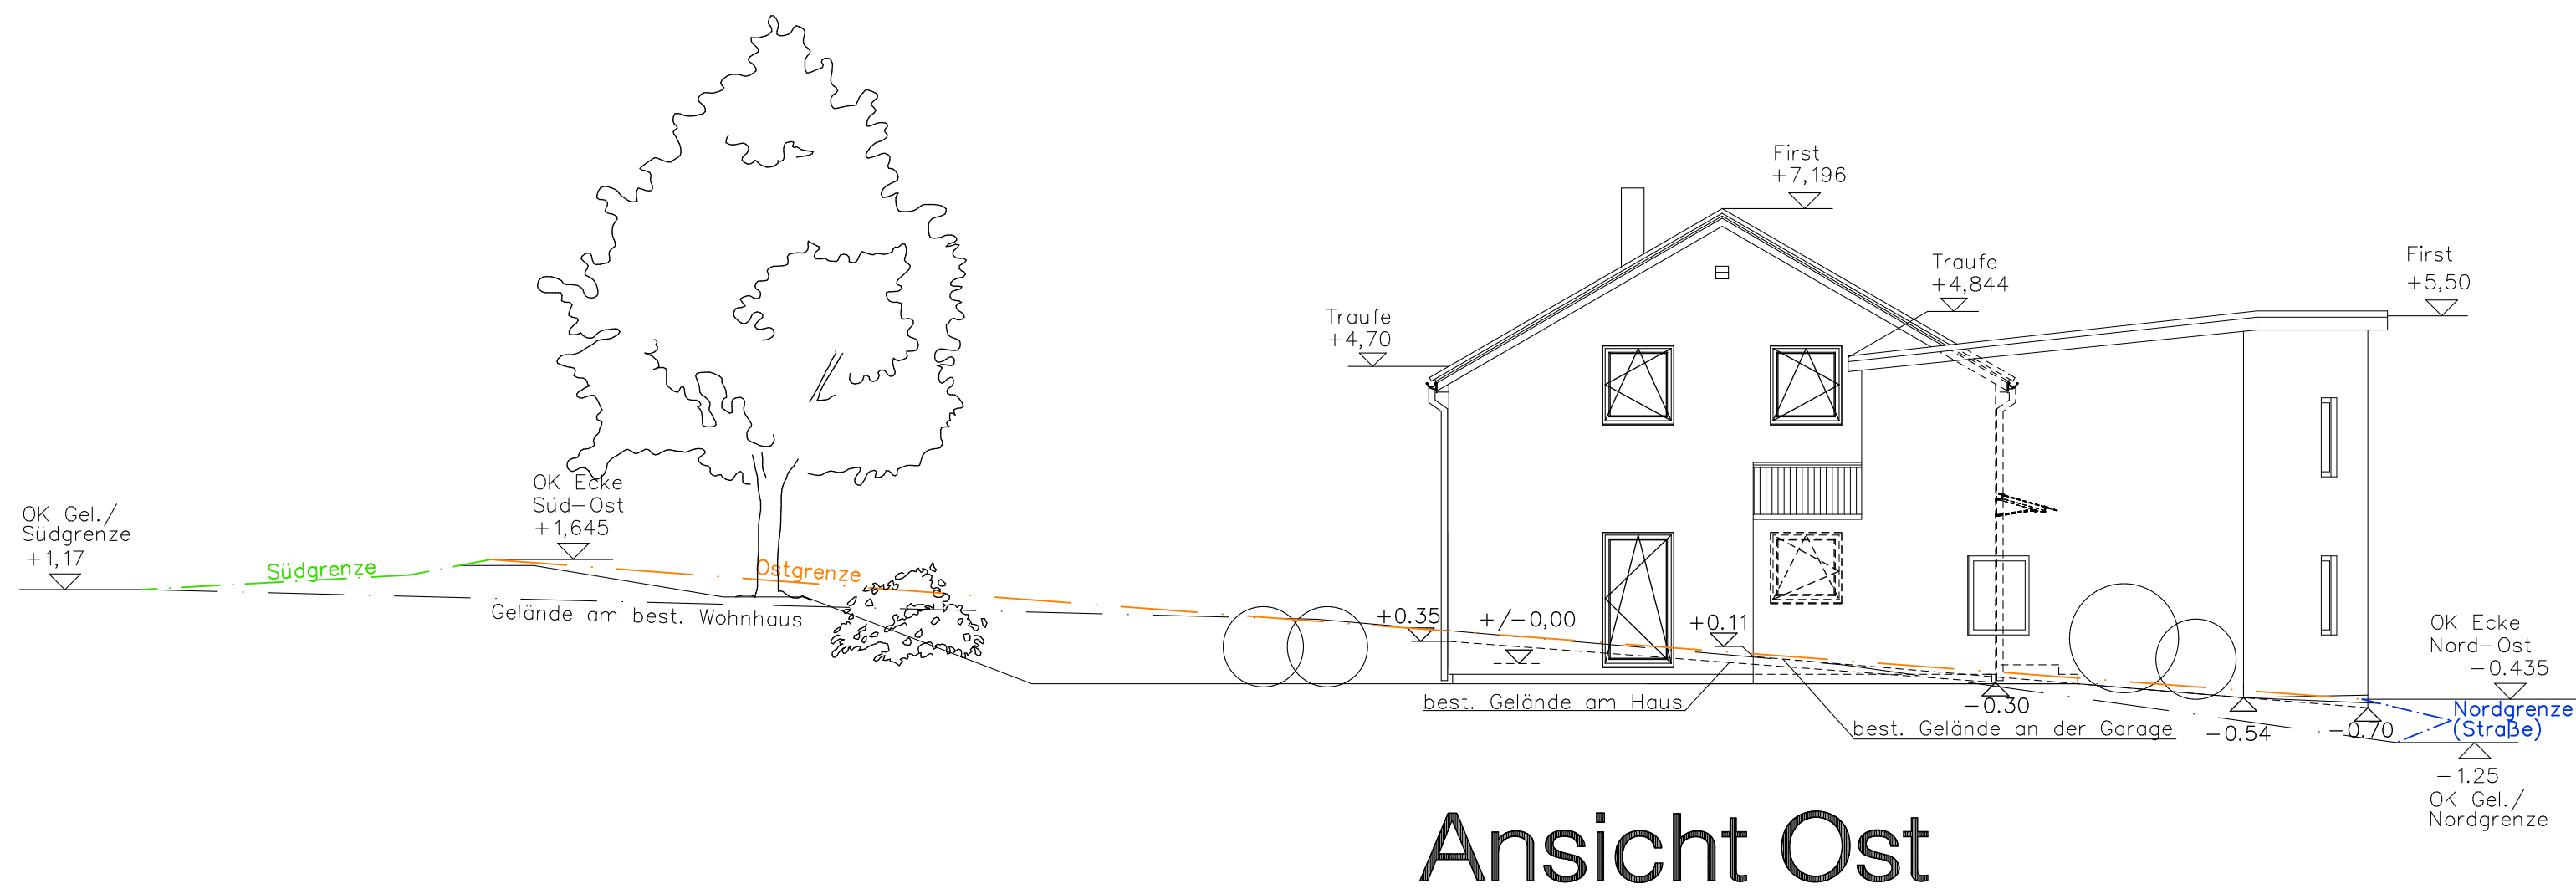 First
+7,196
First
+5,50
Traufe
+4,844
Traufe
+4,70
OK Ecke
Süd-Ost
+1,645
OK Gel./
Südgrenze
+1,17
Südgrenze
Ostgrenze
Gelände am best. Wohnhaus
+0.35
+/-0,00
+0.11
OK Ecke
Nord-Ost
-0.435
best. Gelände am Haus
-0.30
best. Gelände an der Garage
-0.54
-0.70
Nordgrenze
(Straße)
-1.25
OK Gel./
Nordgrenze
Ansicht Ost